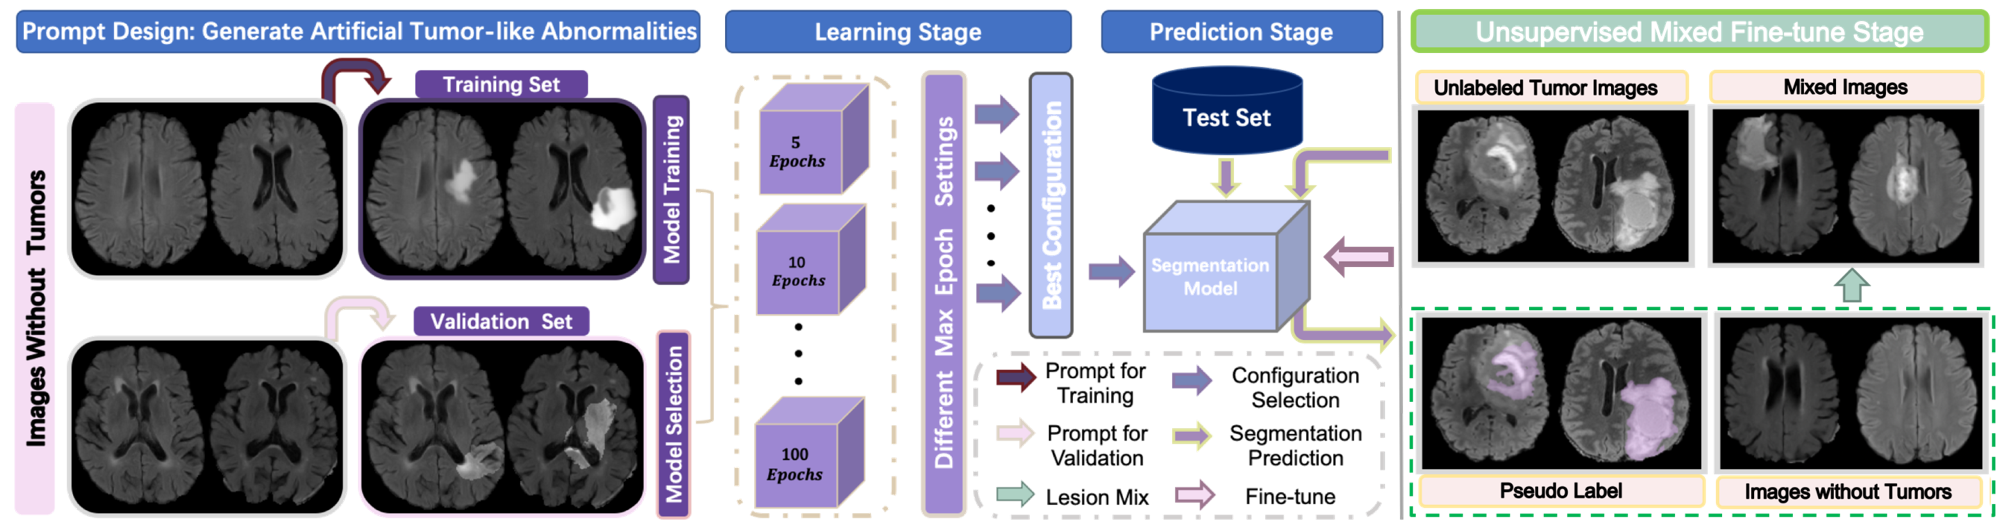 Prompt Design: Generate Artificial Tumor-like Abnormalities
Learning Stage
Prediction Stage
Unsupervised Mixed Fine-tune Stage
Images Without Tumors
Training Set
Model Training
Validation Set
Model Selection
5
Epochs
10
Epochs
100
Epochs
Different Max Epoch Settings
Best Configuration
Test Set
Segmentation
Model
Prompt for
Training
Configuration
Selection
Prompt for
Validation
Segmentation
Prediction
Lesion Mix
Fine-tune
Unlabeled Tumor Images
Mixed Images
Pseudo Label
Images without Tumors